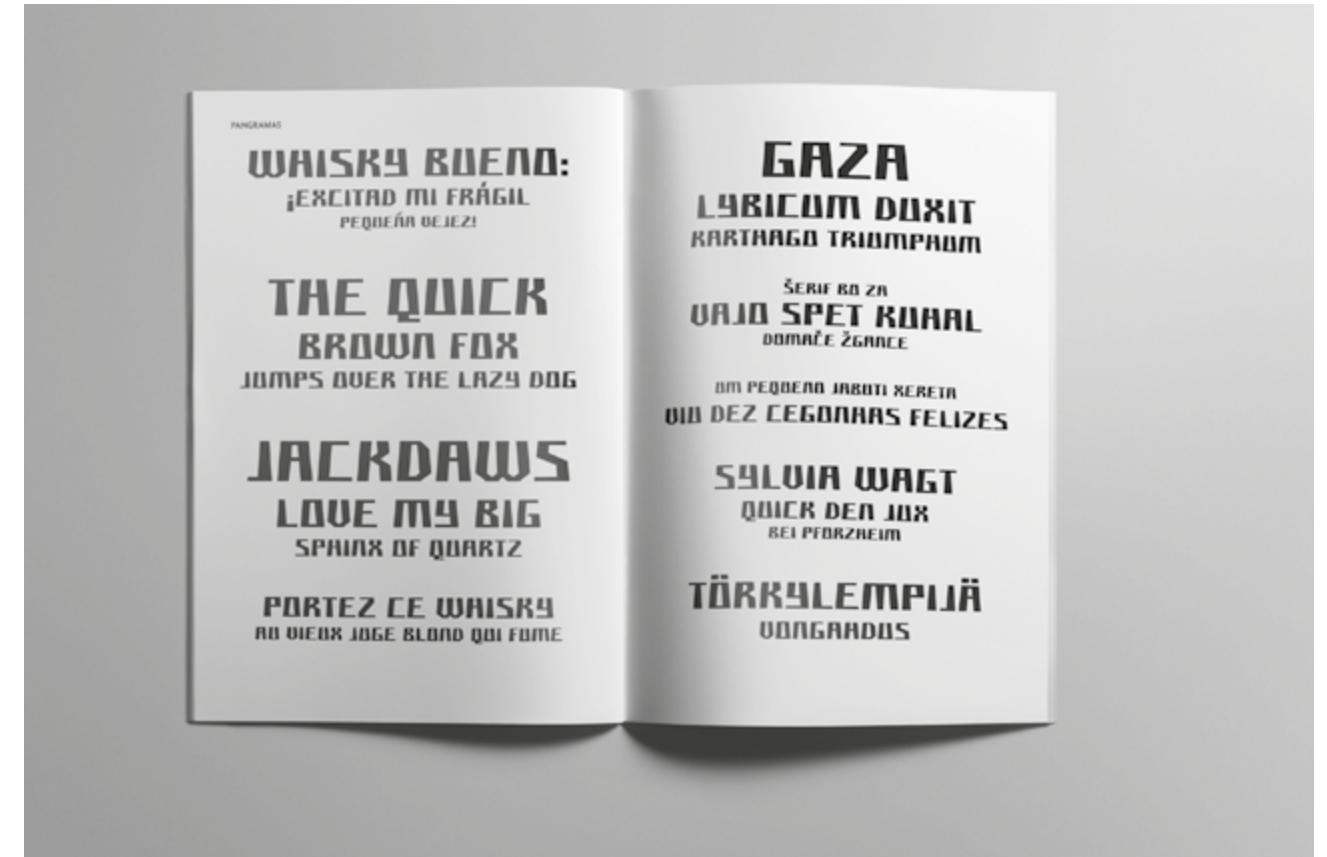 PANGRAMAS
WHISKY BUENO:
¡EXCITAD MI FRÁGIL
PEQUEÑA VEJEZ!
THE QUICK
BROWN FOX
JUMPS OVER THE LAZY DOG
JACKDAWS
LOVE MY BIG
SPHINX OF QUARTZ
PORTEZ CE WHISKY
AU VIEUX JUGE BLOND QUI FUME
GAZA
LYBICUM DUXIT
KARTHAGO TRIUMPHUM
ŠERIF BO ZA
VAJO SPET KUHAL
DOMAČE ŽGANCE
UM PEQUENO JABUTI XERETA
VIU DEZ CEGONHAS FELIZES
SYLVIA WAGT
QUICK DEN JUX
BEI PFORZHEIM
TÖRKYLEMPIJÄ
VONGAHDUS